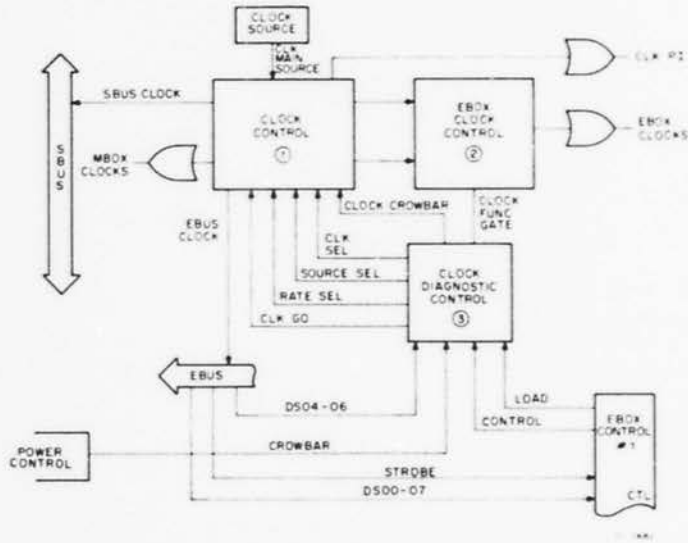 CLOCK
SOURCE
CLK
MAIN
SOURCE
CLK PI
SBUS CLOCK
CLOCK
CONTROL
1
EBOX
CLOCK
CONTROL
2
EBOX
CLOCKS
SBUS
MBOX
CLOCKS
EBUS
CLOCK
CLOCK CROWBAR
CLOCK
FUNC
GATE
CLK
SEL
SOURCE SEL
RATE SEL
CLK GO
CLOCK
DIAGNOSTIC
CONTROL
3
EBUS
DS04-06
LOAD
CONTROL
EBOX
CONTROL
#1
POWER
CONTROL
CROWBAR
STROBE
DS00-07
CTL